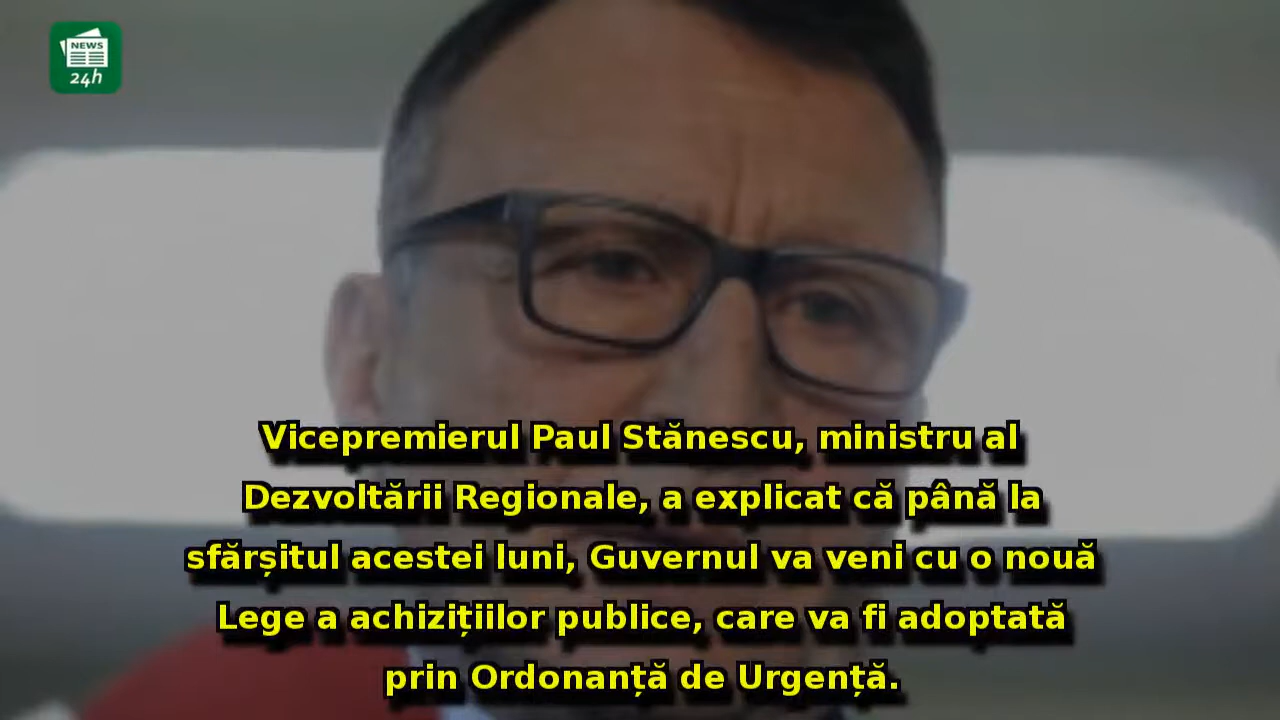 NEWS
24h
Vicepremierul Paul Stănescu, ministru al
Dezvoltării Regionale, a explicat că până la
sfărșitul acestei luni, Guvernul va veni cu o nouă
Lege a achizițiilor publice, care va fi adoptată
prin Ordonanță de Urgență.